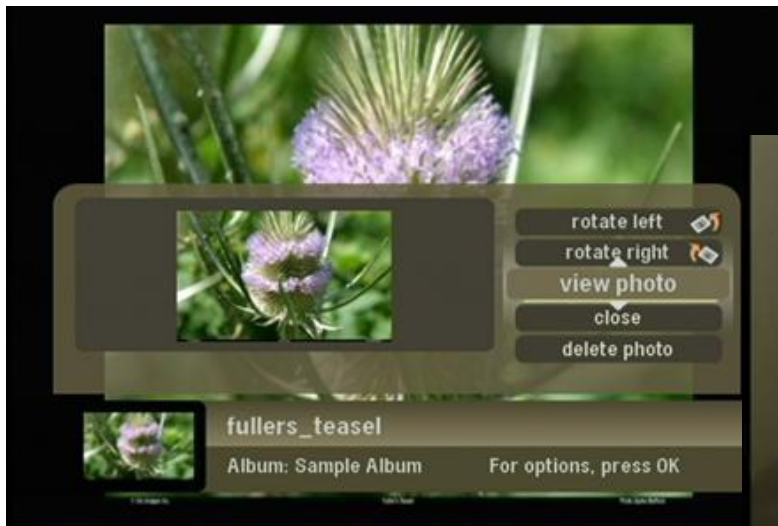 rotate left
rotate right
view photo
close
delete photo
fullers_teasel
Album: Sample Album
For options, press OK